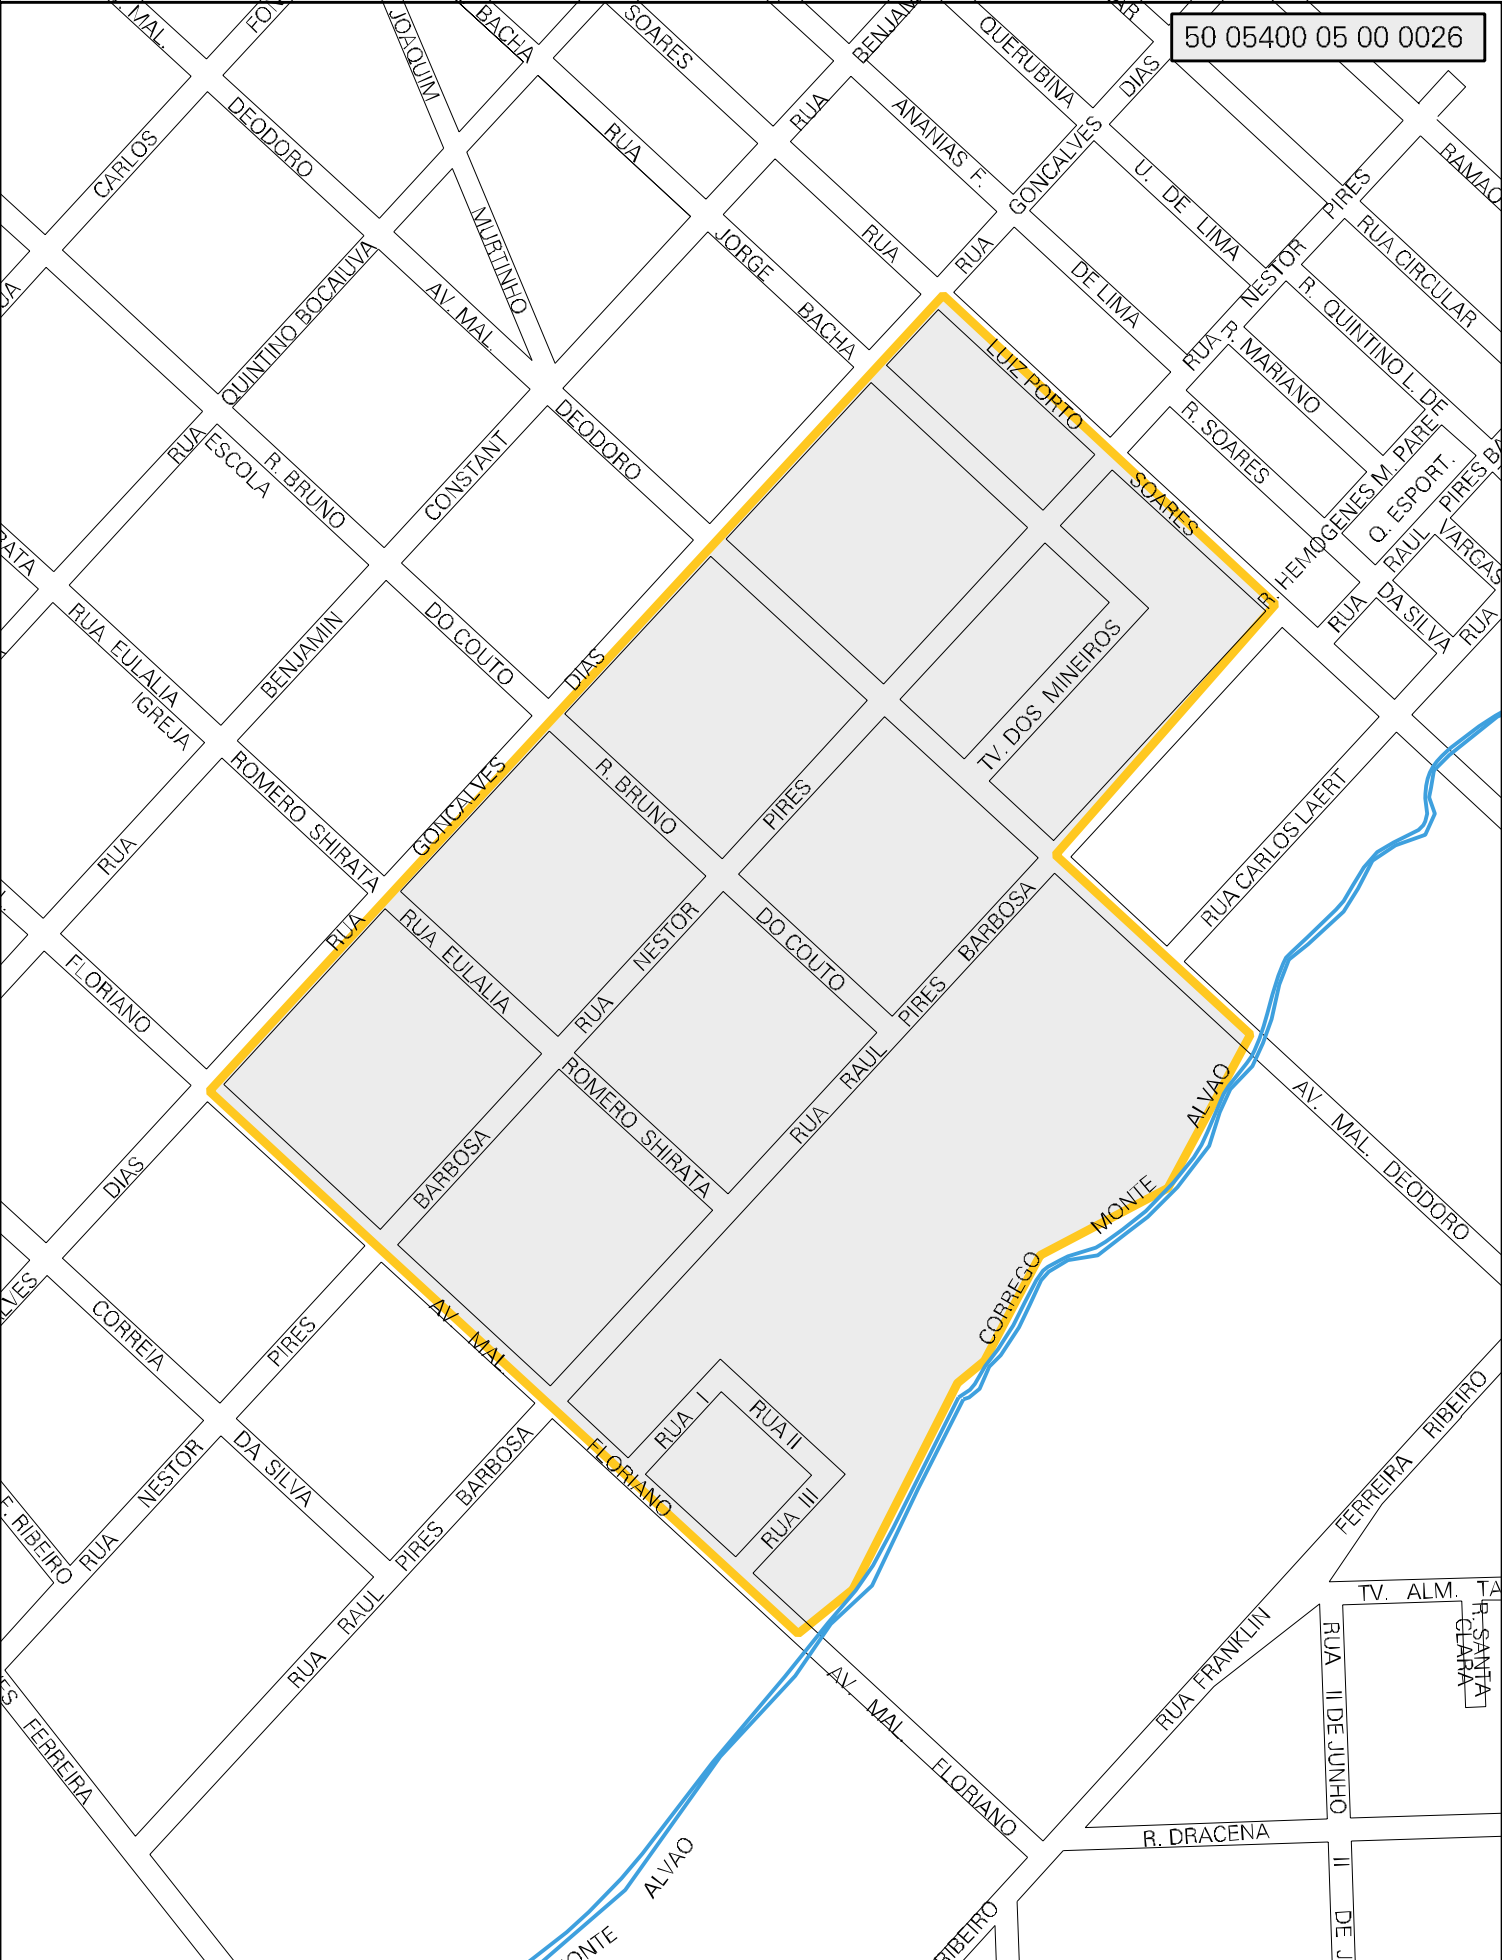 50 05400 05 00 0026
MAL.
JOAQUIM
BACHA
SOARES
QUERUBINA
DIAS
RUA
ANANIAS F.
DEODORO
CARLOS
RUA
GONCALVES
U. DE LIMA
PIRES
RAMAO
MURTINHO
JORGE BACHA
RUA
RUA
DE LIMA
NESTOR
RUA CIRCULAR
QUINTINO BOCAIUVA
AV. MAL.
RUA
R. QUINTINO L. DE
R. MARIANO
LUIZ PORTO
SOARES
R. SOARES
R. HEMOGENES M. PARE
Q. ESPORT.
RUA
ESCOLA
R. BRUNO
CONSTANT
DEODORO
RAUL
VARGAS
DA SILVA
RUA
RUA
RUA EULALIA
IGREJA
BENJAMIN
DO COUTO
DIAS
TV. DOS MINEIROS
ROMERO SHIRATA
GONCALVES
R. BRUNO
PIRES
RUA CARLOS LAERT
RUA
RUA
RUA EULALIA
NESTOR
DO COUTO
BARBOSA
PIRES
FLORIANO
RUA
ROMERO SHIRATA
RAUL
RUA
ALVAO
AV. MAL. DEODORO
DIAS
BARBOSA
MONTE
CORREGO
CORREIA
PIRES
AV. MAL.
FLORIANO
RUA I
RUA II
RUA III
DA SILVA
NESTOR
RUA
F. RIBEIRO
BARBOSA
PIRES
RAUL
RUA
FERREIRA
RIBEIRO
FERREIRA
TV. ALM.
R. SANTA
CLARA
RUA FRANKLIN
RUA II DE JUNHO
AV. MAL. FLORIANO
R. DRACENA
ALVAO
RIBEIRO
II DE J